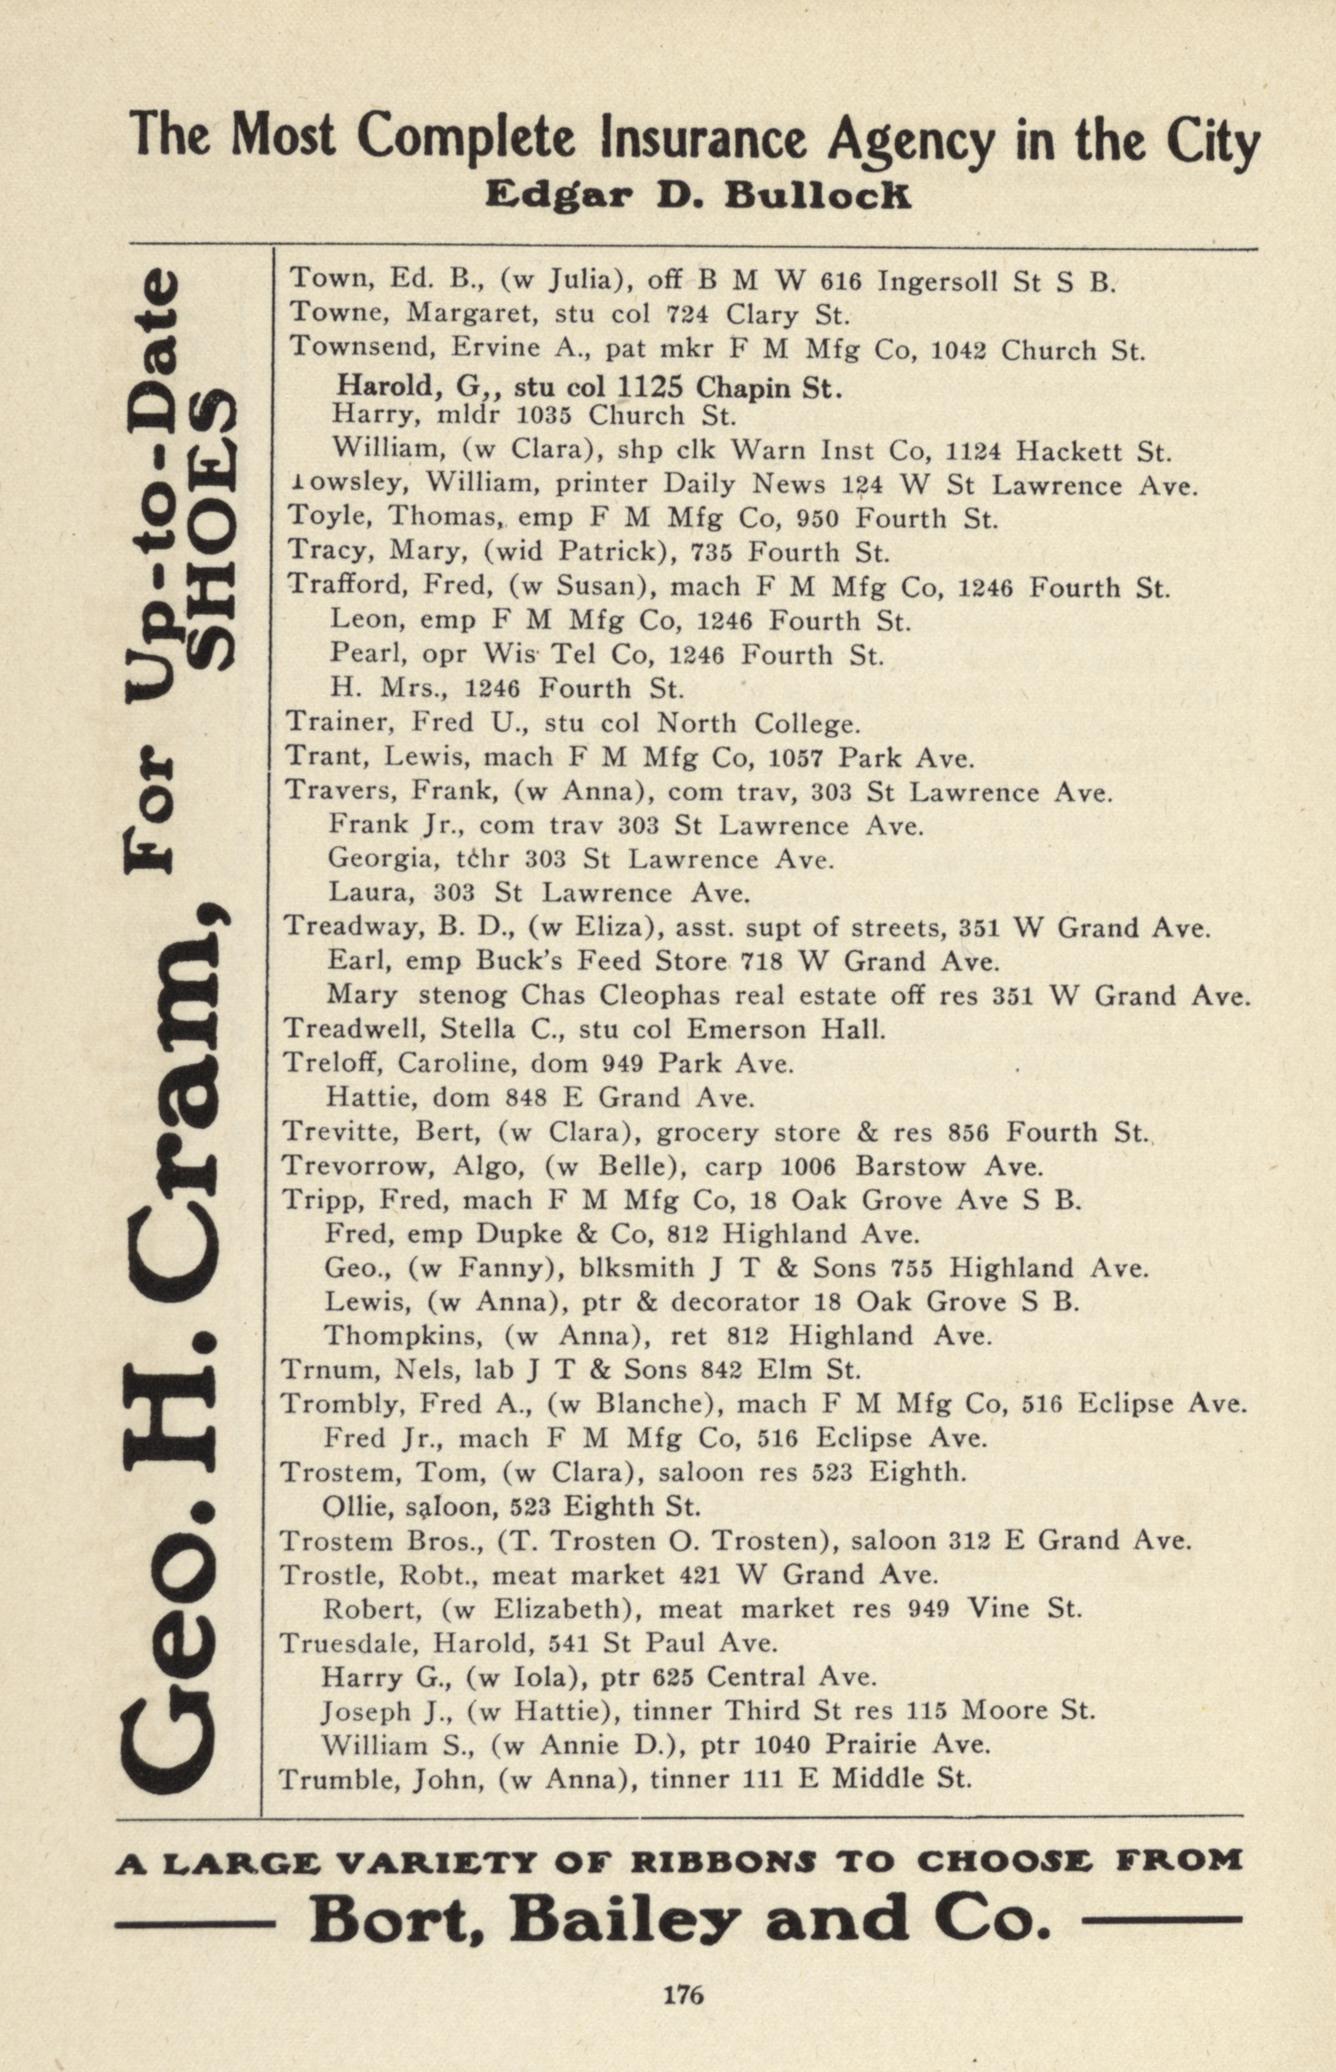 The Most Complete Insurance Agency in the City
Edgar D. Bullock
Geo. H. Cram, For Up-to-Date
SHOES
Town, Ed. B., (w Julia), off B M W 616 Ingersoll St S B.
Towne, Margaret, stu col 724 Clary St.
Townsend, Ervine A., pat mkr F M Mfg Co, 1042 Church St.
Harold, G,, stu col 1125 Chapin St.
Harry, mldr 1035 Church St.
William, (w Clara), shp clk Warn Inst Co, 1124 Hackett St.
Towsley, William, printer Daily News 124 W St Lawrence Ave.
Toyle, Thomas, emp F M Mfg Co, 950 Fourth St.
Tracy, Mary, (wid Patrick), 735 Fourth St.
Trafford, Fred, (w Susan), mach F M Mfg Co, 1246 Fourth St.
Leon, emp F M Mfg Co, 1246 Fourth St.
Pearl, opr Wis Tel Co, 1246 Fourth St.
H. Mrs., 1246 Fourth St.
Trainer, Fred U., stu col North College.
Trant, Lewis, mach F M Mfg Co, 1057 Park Ave.
Travers, Frank, (w Anna), com trav, 303 St Lawrence Ave.
Frank Jr., com trav 303 St Lawrence Ave.
Georgia, tchr 303 St Lawrence Ave.
Laura, 303 St Lawrence Ave.
Treadway, B. D., (w Eliza), asst. supt of streets, 351 W Grand Ave.
Earl, emp Buck's Feed Store 718 W Grand Ave.
Mary stenog Chas Cleophas real estate off res 351 W Grand Ave.
Treadwell, Stella C., stu col Emerson Hall.
Treloff, Caroline, dom 949 Park Ave.
Hattie, dom 848 E Grand Ave.
Trevitte, Bert, (w Clara), grocery store & res 856 Fourth St.
Trevorrow, Algo, (w Belle), carp 1006 Barstow Ave.
Tripp, Fred, mach F M Mfg Co, 18 Oak Grove Ave S B.
Fred, emp Dupke & Co, 812 Highland Ave.
Geo., (w Fanny), blksmith J T & Sons 755 Highland Ave.
Lewis, (w Anna), ptr & decorator 18 Oak Grove S B.
Thompkins, (w Anna), ret 812 Highland Ave.
Trnum, Nels, lab J T & Sons 842 Elm St.
Trombly, Fred A., (w Blanche), mach F M Mfg Co, 516 Eclipse Ave.
Fred Jr., mach F M Mfg Co, 516 Eclipse Ave.
Trostem, Tom, (w Clara), saloon res 523 Eighth.
Ollie, saloon, 523 Eighth St.
Trostem Bros., (T. Trosten O. Trosten), saloon 312 E Grand Ave.
Trostle, Robt., meat market 421 W Grand Ave.
Robert, (w Elizabeth), meat market res 949 Vine St.
Truesdale, Harold, 541 St Paul Ave.
Harry G., (w Iola), ptr 625 Central Ave.
Joseph J., (w Hattie), tinner Third St res 115 Moore St.
William S., (w Annie D.), ptr 1040 Prairie Ave.
Trumble, John, (w Anna), tinner 111 E Middle St.
A LARGE VARIETY OF RIBBONS TO CHOOSE FROM
Bort, Bailey and Co.
176